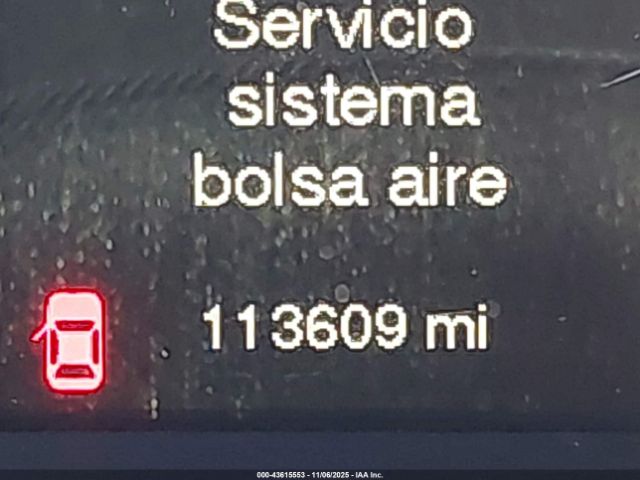 Servicio
sistema
bolsa aire
113609 mi
000-43615553 - 11/06/2025 - IAA Inc.